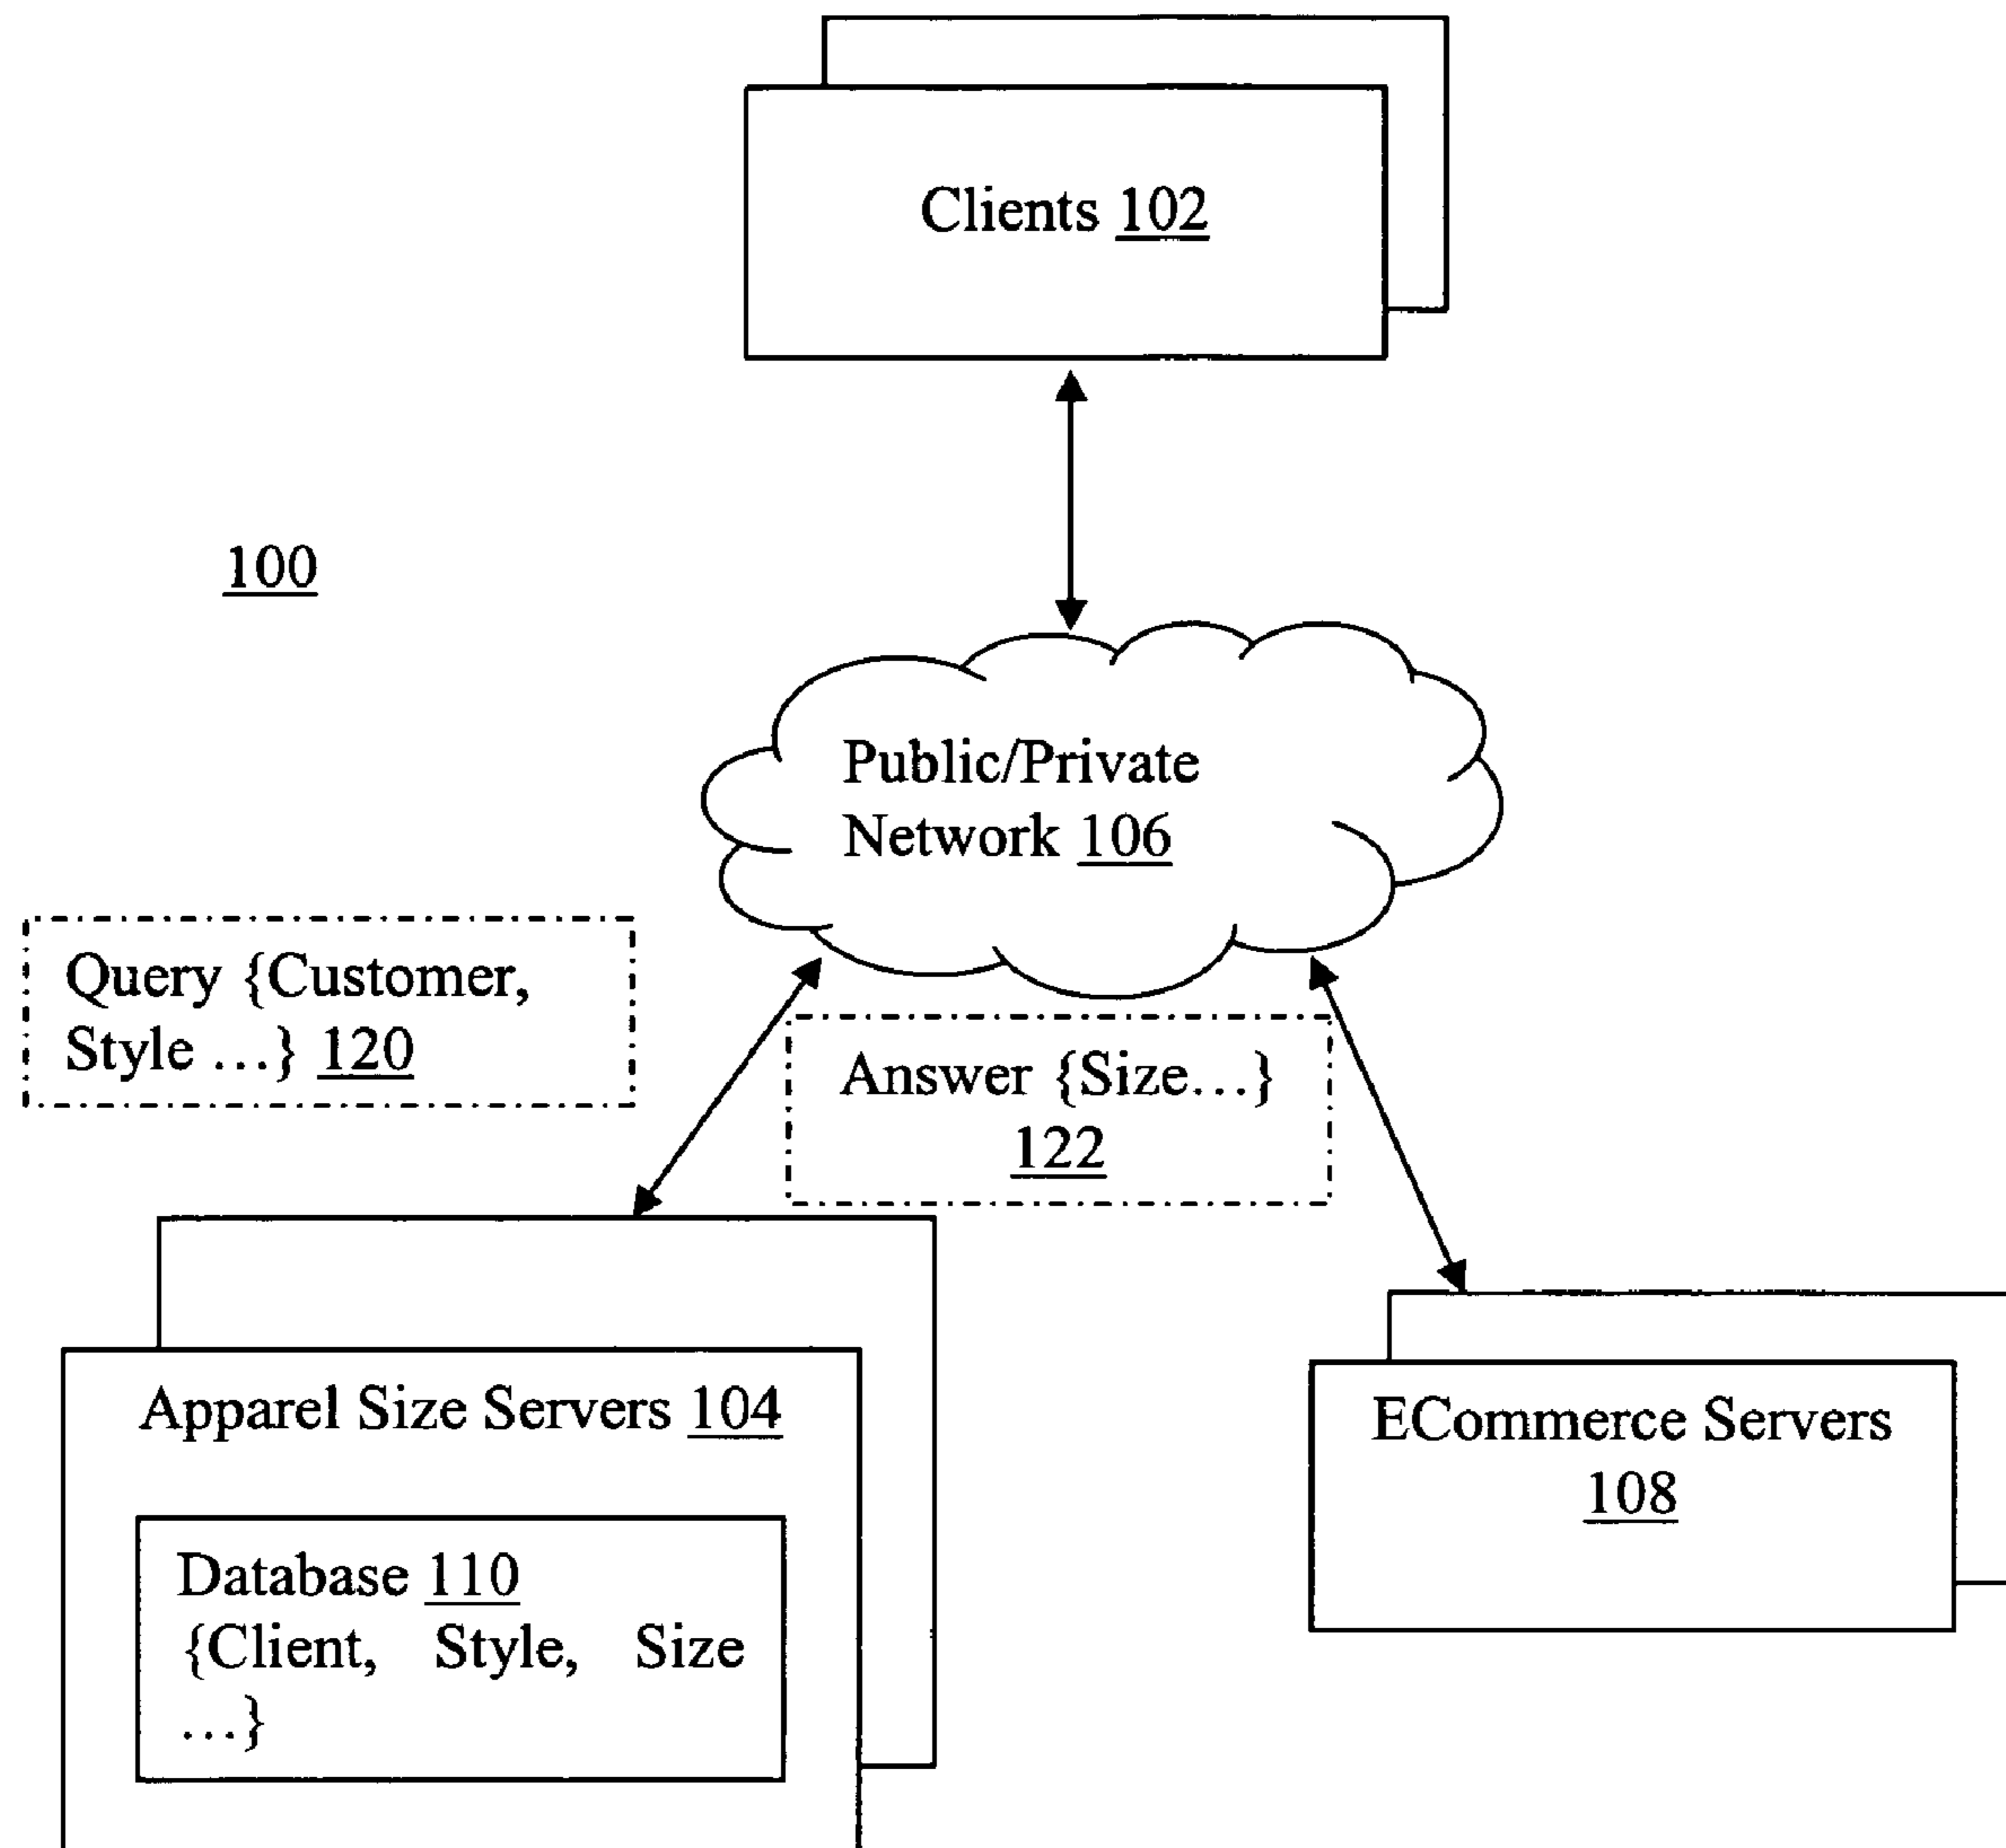 Clients 102
100
Public/Private
Network 106
Query {Customer,
Style ...} 120
Answer {Size...}
122
Apparel Size Servers 104
Database 110
{Client, Style, Size
...}
ECommerce Servers
108